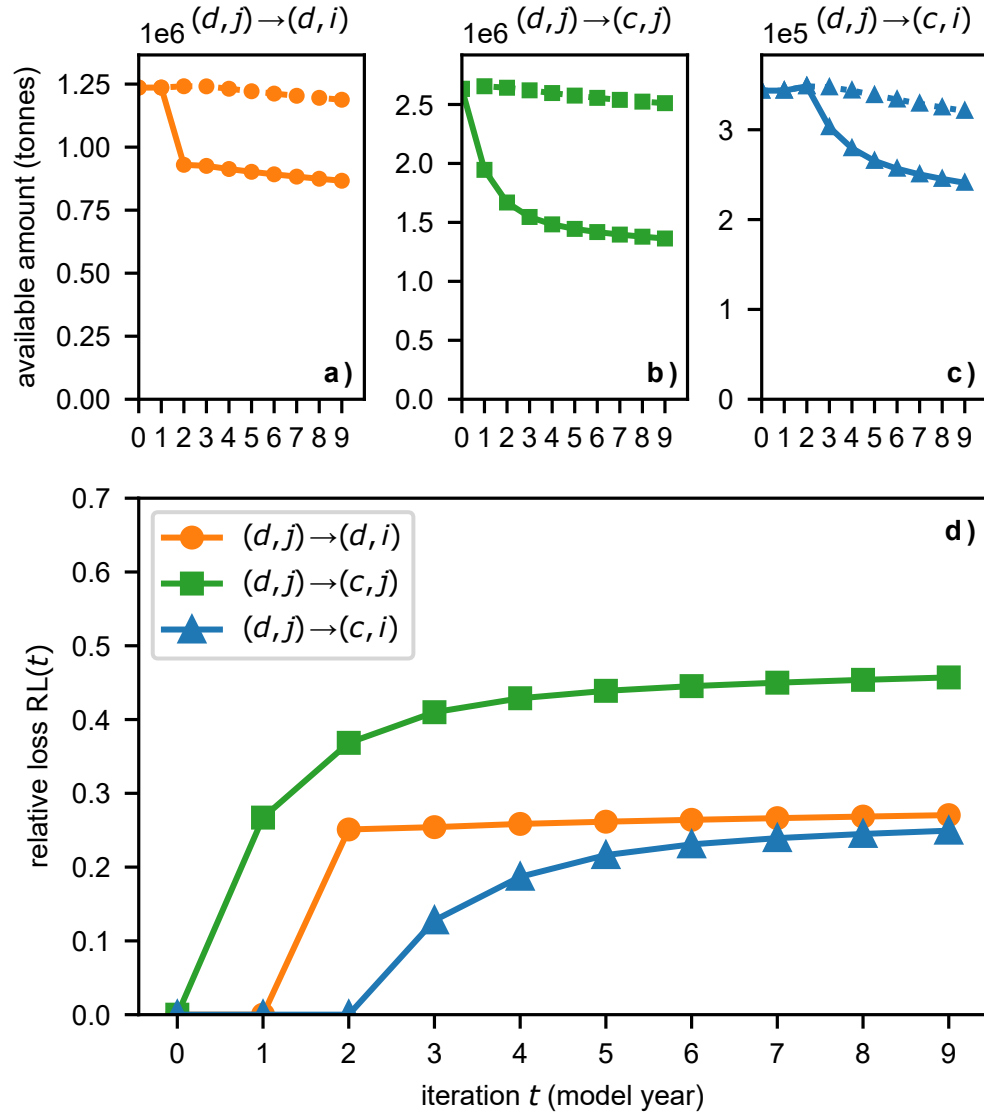 1e6 (d, j)→(d, i)
1e6 (d, j)→(c, j)
1e5 (d, j)→(c, i)
available amount (tonnes)
1.25
1.00
0.75
0.50
0.25
0.00
0 1 2 3 4 5 6 7 8 9
a)
2.5
2.0
1.5
1.0
0.5
0.0
0 1 2 3 4 5 6 7 8 9
b)
3
2
1
0
0 1 2 3 4 5 6 7 8 9
c)
relative loss RL(t)
0.7
0.6
0.5
0.4
0.3
0.2
0.1
0.0
(d, j)→(d, i)
(d, j)→(c, j)
(d, j)→(c, i)
d)
0 1 2 3 4 5 6 7 8 9
iteration t (model year)